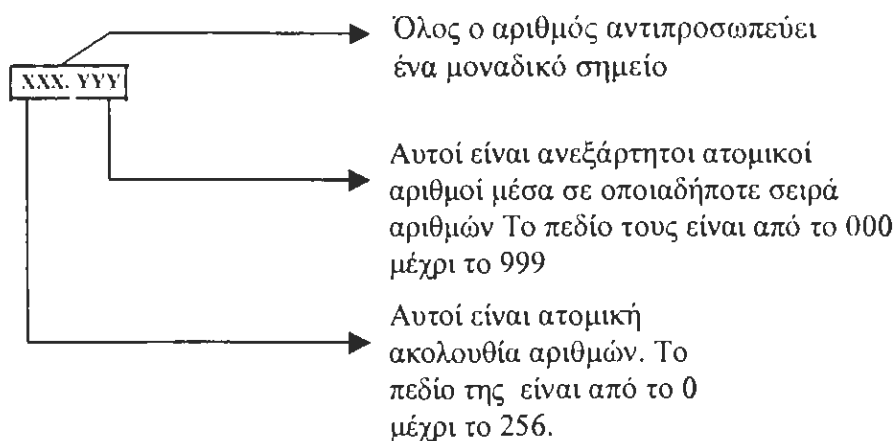 Όλος ο αριθμός αντιπροσωπεύει
ένα μοναδικό σημείο
XXX. YYY
Αυτοί είναι ανεξάρτητοι ατομικοί
αριθμοί μέσα σε οποιαδήποτε σειρά
αριθμών Το πεδίο τους είναι από το 000
μέχρι το 999
Αυτοί είναι ατομική
ακολουθία αριθμών. Το
πεδίο της είναι από το 0
μέχρι το 256.